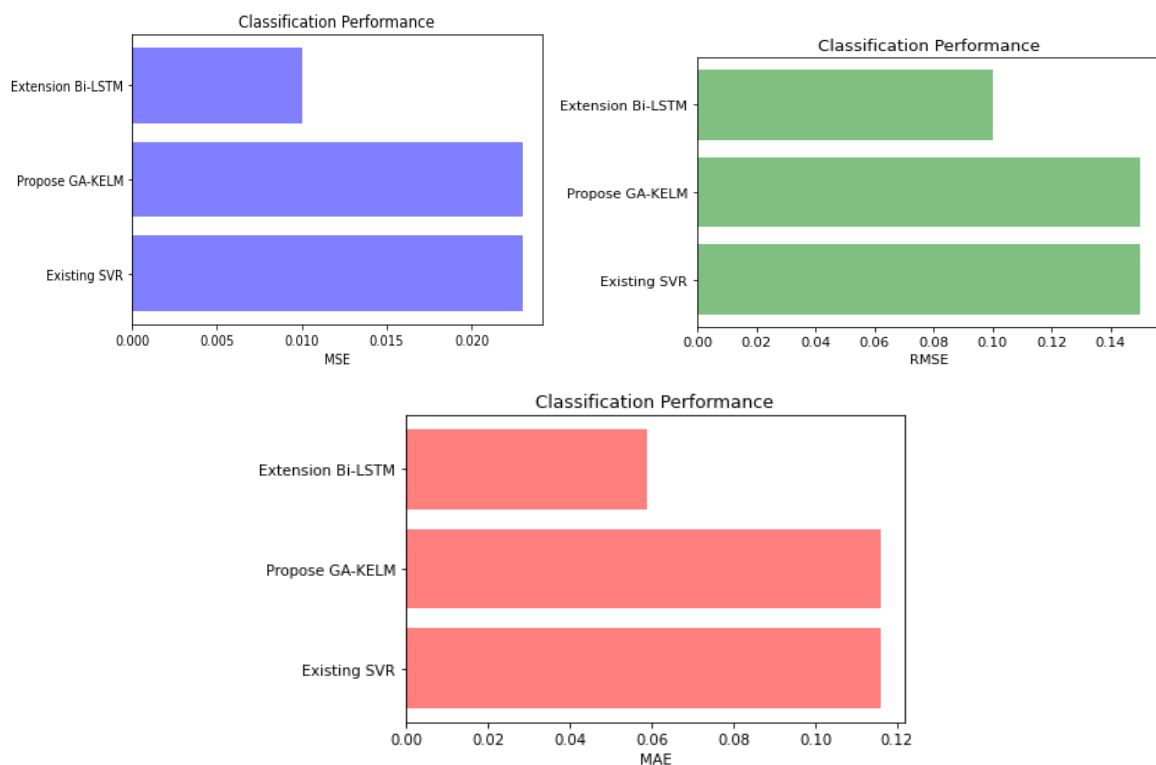 Classification Performance
Extension Bi-LSTM
Propose GA-KELM
Existing SVR
0.000 0.005 0.010 0.015 0.020
MSE
Classification Performance
Extension Bi-LSTM
Propose GA-KELM
Existing SVR
0.00 0.02 0.04 0.06 0.08 0.10 0.12 0.14
RMSE
Classification Performance
Extension Bi-LSTM
Propose GA-KELM
Existing SVR
0.00 0.02 0.04 0.06 0.08 0.10 0.12
MAE